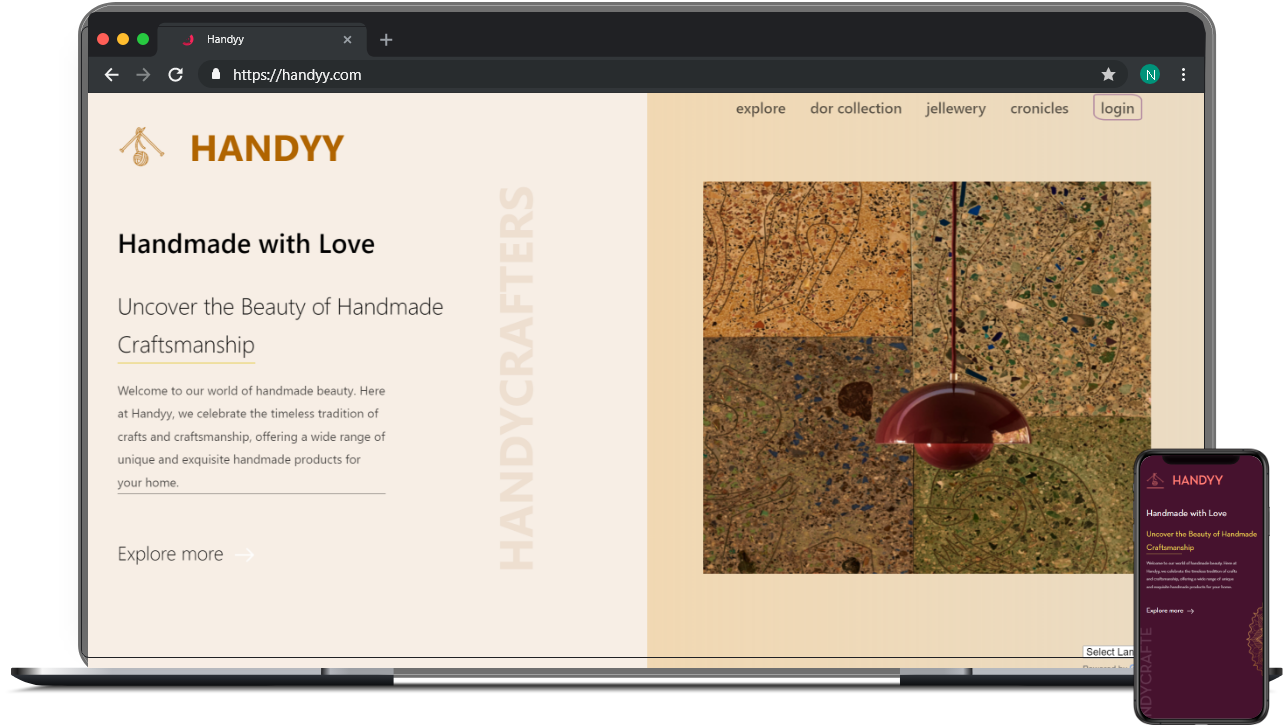 Handyy
https://handyy.com
N
explore dor collection jellewery cronicles login
HANDYY
Handmade with Love
Uncover the Beauty of Handmade
Craftsmanship
Welcome to our world of handmade beauty. Here
at Handyy, we celebrate the timeless tradition of
crafts and craftsmanship, offering a wide range of
unique and exquisite handmade products for
your home.
Explore more
HANDYCRAFTERS
Select Lan
Powered by
HANDYY
Handmade with Love
Uncover the Beauty of Handmade
Craftsmanship
Welcome to our world of handmade beauty. Here at
Handyy, we celebrate the timeless tradition of crafts
and craftsmanship, offering a wide range of unique
and exquisite handmade products for your home.
Explore more
NDYCRAFTE